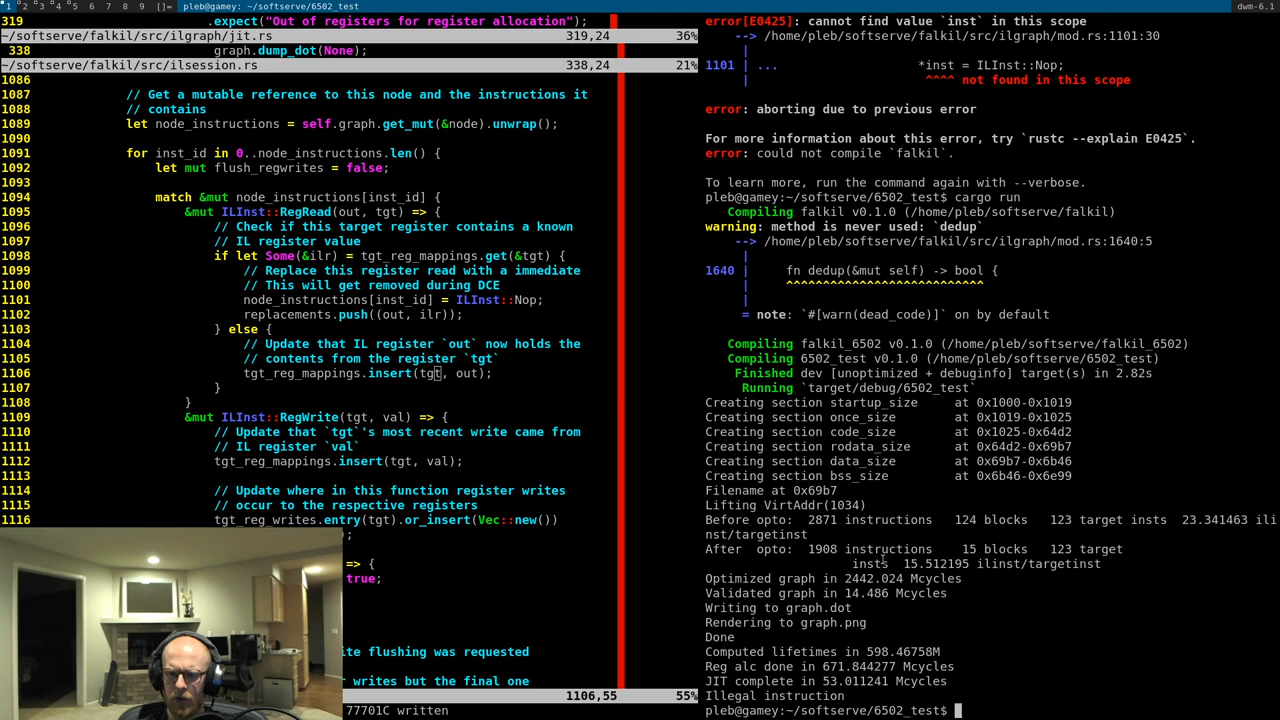 1 2 3 4 5 6 7 8 9 []= pleb@gamey: ~/softserve/6502_test dwm-6.1
319 .expect("Out of registers for register allocation");
~/softserve/falkil/src/ilgraph/jit.rs 319,24 36%
338 graph.dump_dot(None);
~/softserve/falkil/src/ilsession.rs 338,24 21%
1086
1087 // Get a mutable reference to this node and the instructions it
1088 // contains
1089 let node_instructions = self.graph.get_mut(&node).unwrap();
1090
1091 for inst_id in 0..node_instructions.len() {
1092 let mut flush_regwrites = false;
1093
1094 match &mut node_instructions[inst_id] {
1095 &mut ILInst::RegRead(out, tgt) => {
1096 // Check if this target register contains a known
1097 // IL register value
1098 if let Some(&ilr) = tgt_reg_mappings.get(&tgt) {
1099 // Replace this register read with a immediate
1100 // This will get removed during DCE
1101 node_instructions[inst_id] = ILInst::Nop;
1102 replacements.push((out, ilr));
1103 } else {
1104 // Update that IL register `out` now holds the
1105 // contents from the register `tgt`
1106 tgt_reg_mappings.insert(tgt, out);
1107 }
1108 }
1109 &mut ILInst::RegWrite(tgt, val) => {
1110 // Update that `tgt`'s most recent write came from
1111 // IL register `val`
1112 tgt_reg_mappings.insert(tgt, val);
1113
1114 // Update where in this function register writes
1115 // occur to the respective registers
1116 tgt_reg_writes.entry(tgt).or_insert(Vec::new())
);
=> {
true;
ite flushing was requested
r writes but the final one
1106,55 55%
77701C written
error[E0425]: cannot find value `inst` in this scope
--> /home/pleb/softserve/falkil/src/ilgraph/mod.rs:1101:30
|
1101 | ... *inst = ILInst::Nop;
| ^^^^ not found in this scope
error: aborting due to previous error
For more information about this error, try `rustc --explain E0425`.
error: could not compile `falkil`.
To learn more, run the command again with --verbose.
pleb@gamey:~/softserve/6502_test$ cargo run
Compiling falkil v0.1.0 (/home/pleb/softserve/falkil)
warning: method is never used: `dedup`
--> /home/pleb/softserve/falkil/src/ilgraph/mod.rs:1640:5
|
1640 | fn dedup(&mut self) -> bool {
| ^^^^^^^^^^^^^^^^^^^^^^^^^^^
|
= note: `#[warn(dead_code)]` on by default
Compiling falkil_6502 v0.1.0 (/home/pleb/softserve/falkil_6502)
Compiling 6502_test v0.1.0 (/home/pleb/softserve/6502_test)
Finished dev [unoptimized + debuginfo] target(s) in 2.82s
Running `target/debug/6502_test`
Creating section startup_size at 0x1000-0x1019
Creating section once_size at 0x1019-0x1025
Creating section code_size at 0x1025-0x64d2
Creating section rodata_size at 0x64d2-0x69b7
Creating section data_size at 0x69b7-0x6b46
Creating section bss_size at 0x6b46-0x6e99
Filename at 0x69b7
Lifting VirtAddr(1034)
Before opto: 2871 instructions 124 blocks 123 target insts 23.341463 ili
nst/targetinst
After opto: 1908 instructions 15 blocks 123 target
insts 15.512195 ilinst/targetinst
Optimized graph in 2442.024 Mcycles
Validated graph in 14.486 Mcycles
Writing to graph.dot
Rendering to graph.png
Done
Computed lifetimes in 598.46758M
Reg alc done in 671.844277 Mcycles
JIT complete in 53.011241 Mcycles
Illegal instruction
pleb@gamey:~/softserve/6502_test$